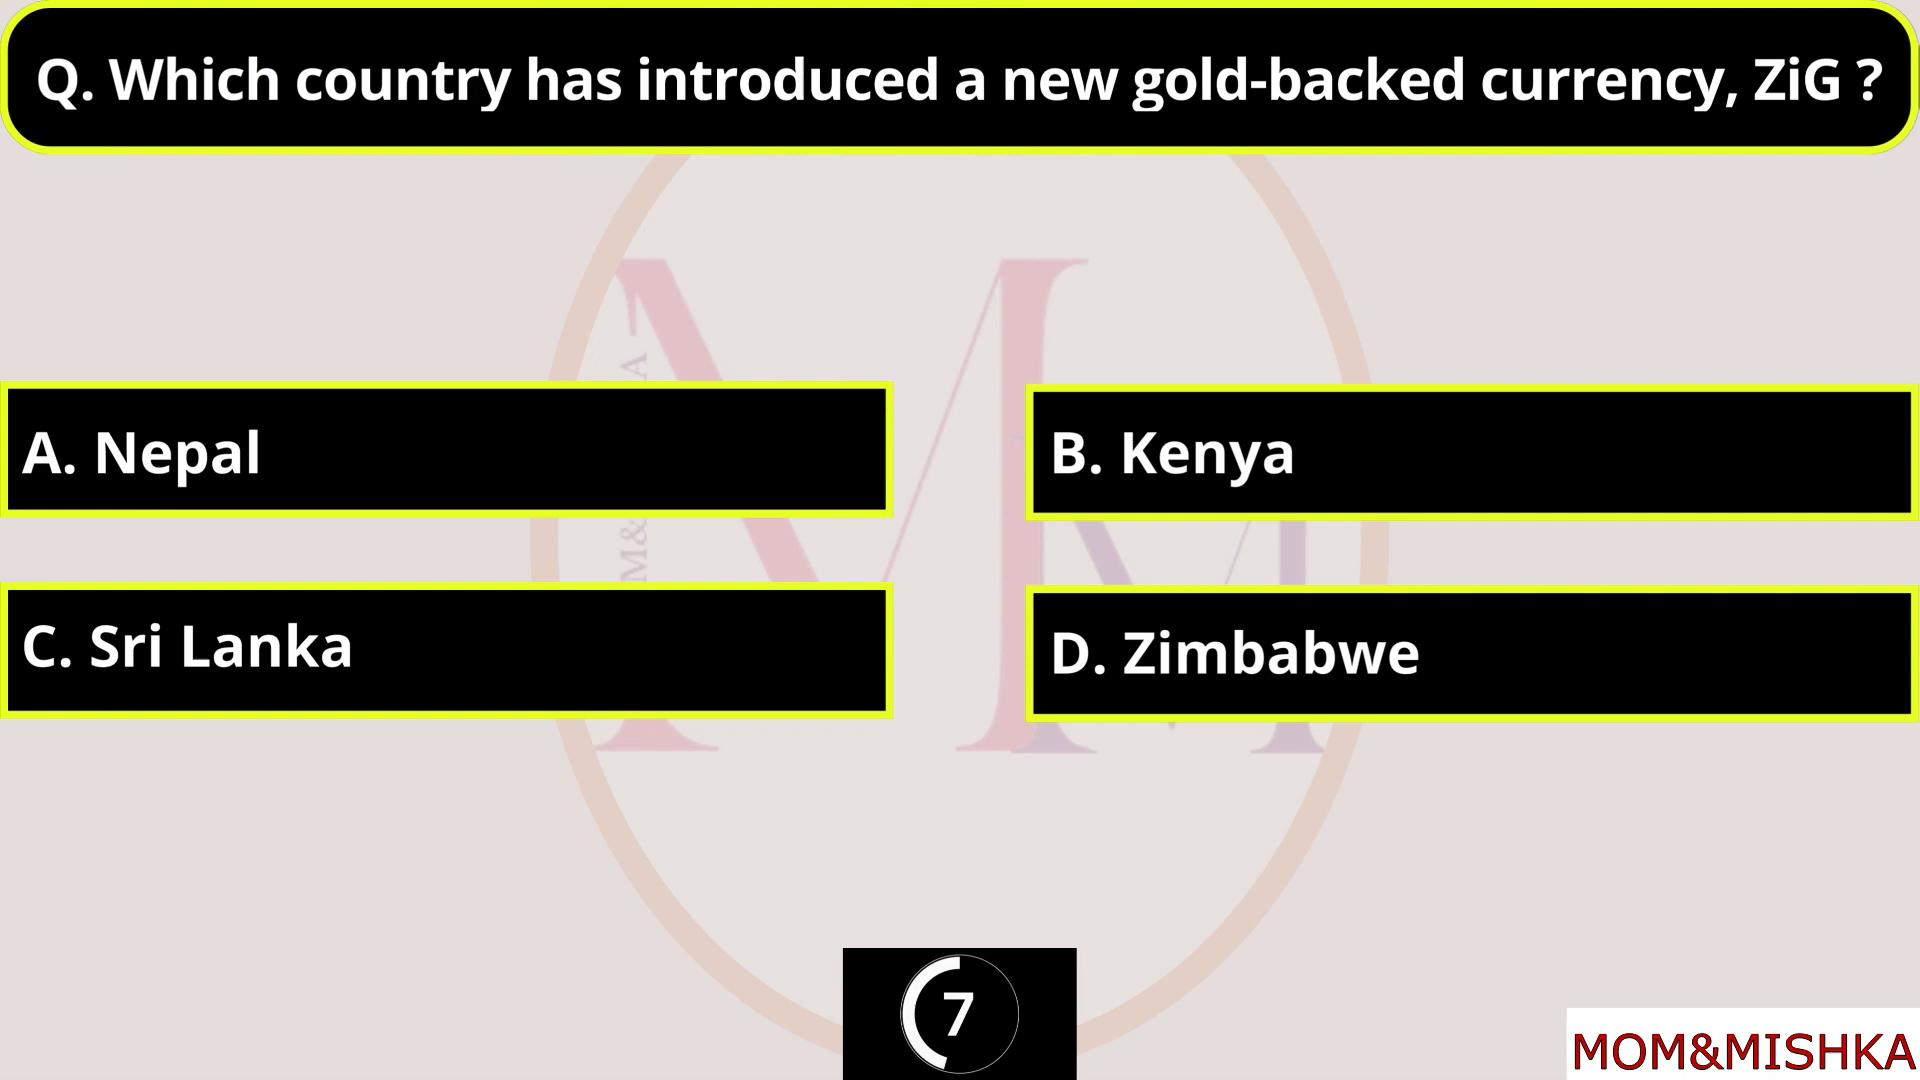 Q. Which country has introduced a new gold-backed currency, ZiG ?
A. Nepal
B. Kenya
C. Sri Lanka
D. Zimbabwe
7
MOM&MISHKA